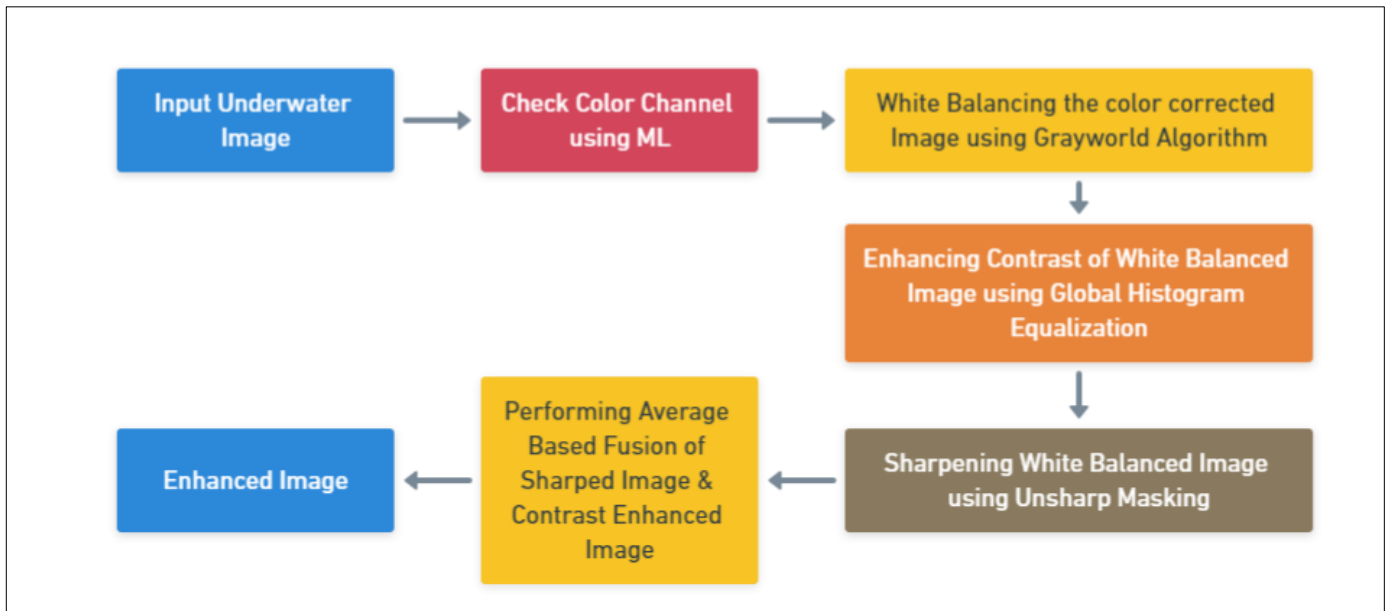 Input Underwater
Image
Check Color Channel
using ML
White Balancing the color corrected
Image using Grayworld Algorithm
Enhancing Contrast of White Balanced
Image using Global Histogram
Equalization
Sharpening White Balanced Image
using Unsharp Masking
Performing Average
Based Fusion of
Sharped Image &
Contrast Enhanced
Image
Enhanced Image